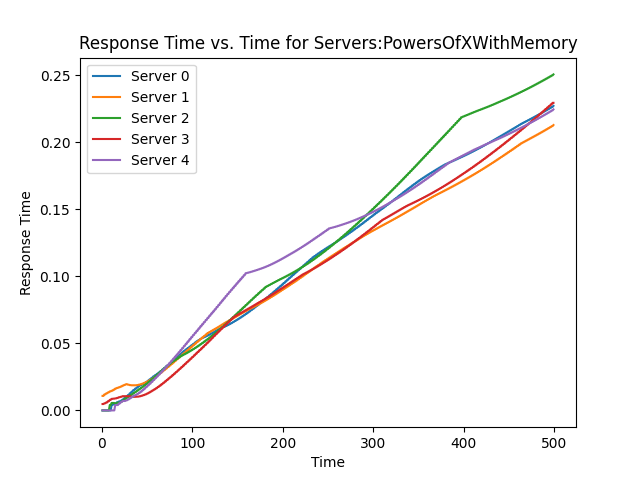 Response Time vs. Time for Servers:PowersOfXWithMemory
Server 0
Server 1
Server 2
Server 3
Server 4
0.25
0.20
0.15
0.10
0.05
0.00
Response Time
0 100 200 300 400 500
Time